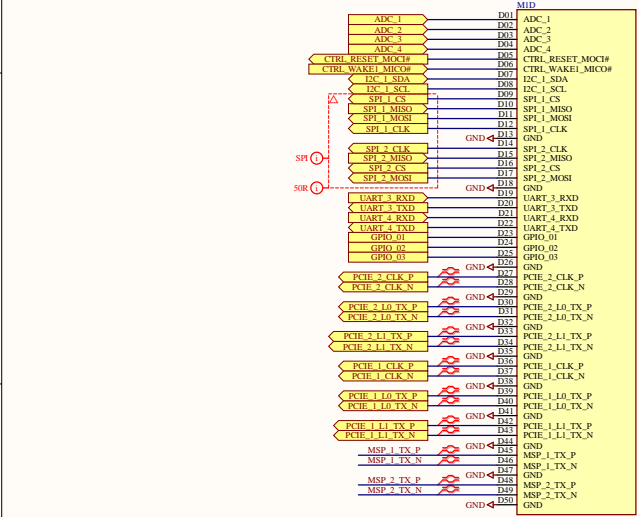 M1D
ADC_1 D01 ADC_1
ADC_2 D02 ADC_2
ADC_3 D03 ADC_3
ADC_4 D04 ADC_4
CTRL_RESET_MOCI# D05 CTRL_RESET_MOCI#
CTRL_WAKE1_MICO# D06 CTRL_WAKE1_MICO#
I2C_1_SDA D07 I2C_1_SDA
I2C_1_SCL D08 I2C_1_SCL
SPI_1_CS D09 SPI_1_CS
SPI_1_MISO D10 SPI_1_MISO
SPI_1_MOSI D11 SPI_1_MOSI
SPI_1_CLK D12 SPI_1_CLK
GND D13 GND
SPI_2_CLK D14 SPI_2_CLK
SPI i SPI_2_MISO D15 SPI_2_MISO
SPI_2_CS D16 SPI_2_CS
SPI_2_MOSI D17 SPI_2_MOSI
50R i GND D18 GND
UART_3_RXD D19 UART_3_RXD
UART_3_TXD D20 UART_3_TXD
UART_4_RXD D21 UART_4_RXD
UART_4_TXD D22 UART_4_TXD
GPIO_01 D23 GPIO_01
GPIO_02 D24 GPIO_02
GPIO_03 D25 GPIO_03
GND D26 GND
PCIE_2_CLK_P D27 PCIE_2_CLK_P
PCIE_2_CLK_N D28 PCIE_2_CLK_N
GND D29 GND
PCIE_2_L0_TX_P D30 PCIE_2_L0_TX_P
PCIE_2_L0_TX_N D31 PCIE_2_L0_TX_N
GND D32 GND
PCIE_2_L1_TX_P D33 PCIE_2_L1_TX_P
PCIE_2_L1_TX_N D34 PCIE_2_L1_TX_N
GND D35 GND
PCIE_1_CLK_P D36 PCIE_1_CLK_P
PCIE_1_CLK_N D37 PCIE_1_CLK_N
GND D38 GND
PCIE_1_L0_TX_P D39 PCIE_1_L0_TX_P
PCIE_1_L0_TX_N D40 PCIE_1_L0_TX_N
GND D41 GND
PCIE_1_L1_TX_P D42 PCIE_1_L1_TX_P
PCIE_1_L1_TX_N D43 PCIE_1_L1_TX_N
GND D44 GND
MSP_1_TX_P D45 MSP_1_TX_P
MSP_1_TX_N D46 MSP_1_TX_N
GND D47 GND
MSP_2_TX_P D48 MSP_2_TX_P
MSP_2_TX_N D49 MSP_2_TX_N
GND D50 GND